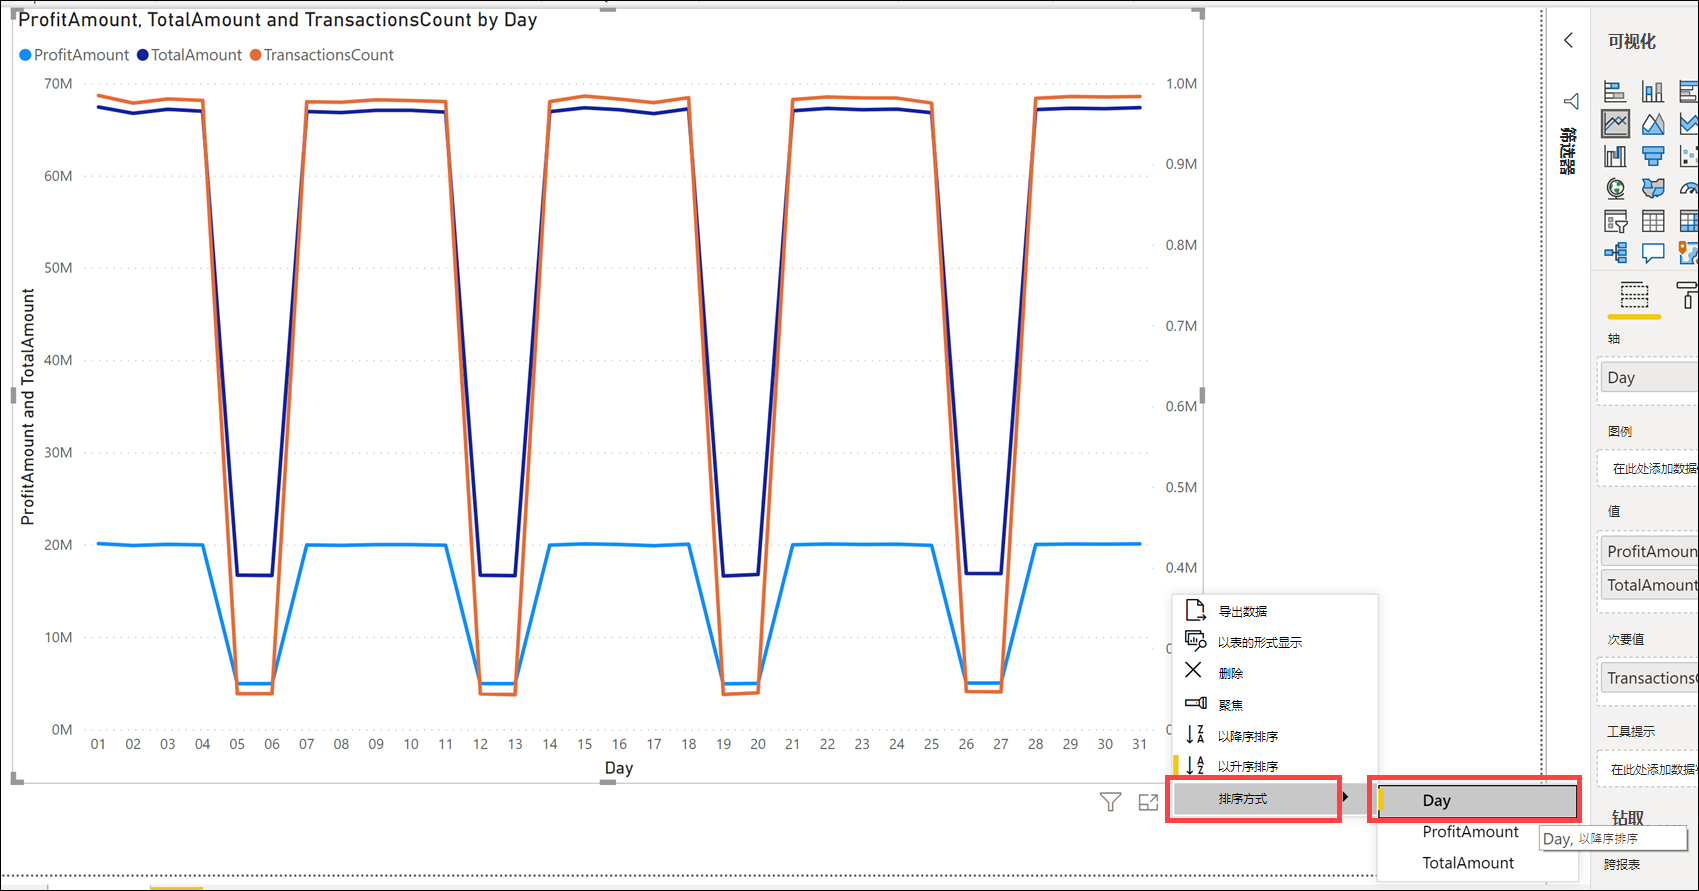 ProfitAmount, TotalAmount and TransactionsCount by Day
ProfitAmount TotalAmount TransactionsCount
70M
60M
50M
40M
30M
20M
10M
0M
ProfitAmount and TotalAmount
1.0M
0.9M
0.8M
0.7M
0.6M
0.5M
0.4M
01 02 03 04 05 06 07 08 09 10 11 12 13 14 15 16 17 18 19 20 21 22 23 24 25 26 27 28 29 30 31
Day
导出数据
以表的形式显示
删除
聚焦
以降序排序
以升序排序
排序方式
Day
ProfitAmount
TotalAmount
Day, 以降序排序
筛选器
可视化
轴
Day
图例
在此处添加数据
值
ProfitAmoun
TotalAmount
次要值
Transactions
工具提示
在此处添加数据
钻取
跨报表